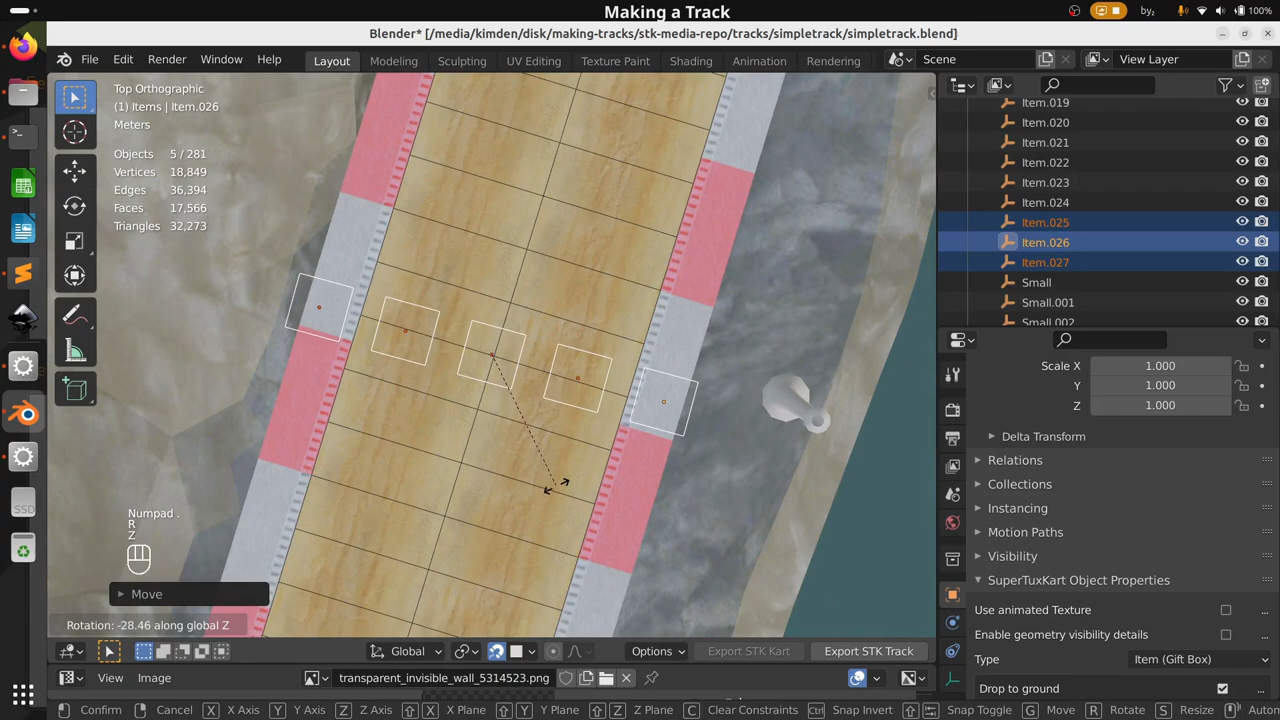 Making a Track
by₂
100%
Blender* [/media/kimden/disk/making-tracks/stk-media-repo/tracks/simpletrack/simpletrack.blend]
File Edit Render Window Help Layout Modeling Sculpting UV Editing Texture Paint Shading Animation Rendering Scene View Layer
Top Orthographic
(1) Items | Item.026
Meters
Objects 5 / 281
Vertices 18,849
Edges 36,394
Faces 17,566
Triangles 32,273
Item.019
Item.020
Item.021
Item.022
Item.023
Item.024
Item.025
Item.026
Item.027
Small
Small.001
Small.002
Scale X 1.000
Y 1.000
Z 1.000
Delta Transform
Relations
Collections
Instancing
Motion Paths
Visibility
SuperTuxKart Object Properties
Use animated Texture ...
Enable geometry visibility details ...
Type Item (Gift Box)
Drop to ground ...
SSD
Numpad .
R
Z
Move
Rotation: -28.46 along global Z
Global Options Export STK Kart Export STK Track
View Image transparent_invisible_wall_5314523.png
Confirm Cancel X X Axis Y Y Axis Z Z Axis X X Plane Y Y Plane Z Z Plane C Clear Constraints Ctrl Snap Invert Snap Toggle G Move R Rotate S Resize Auton